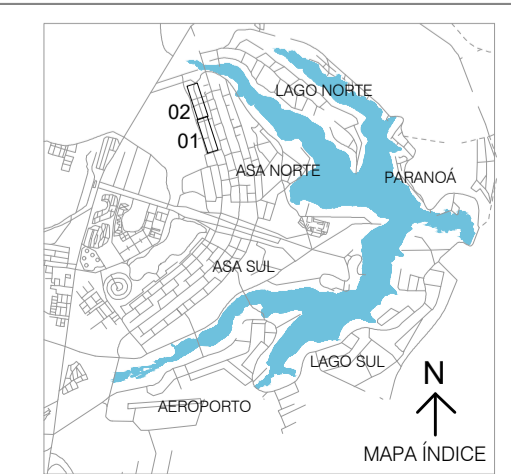 LAGO NORTE
02
01
ASA NORTE
PARANOÁ
ASA SUL
LAGO SUL
N
AEROPORTO
MAPA ÍNDICE